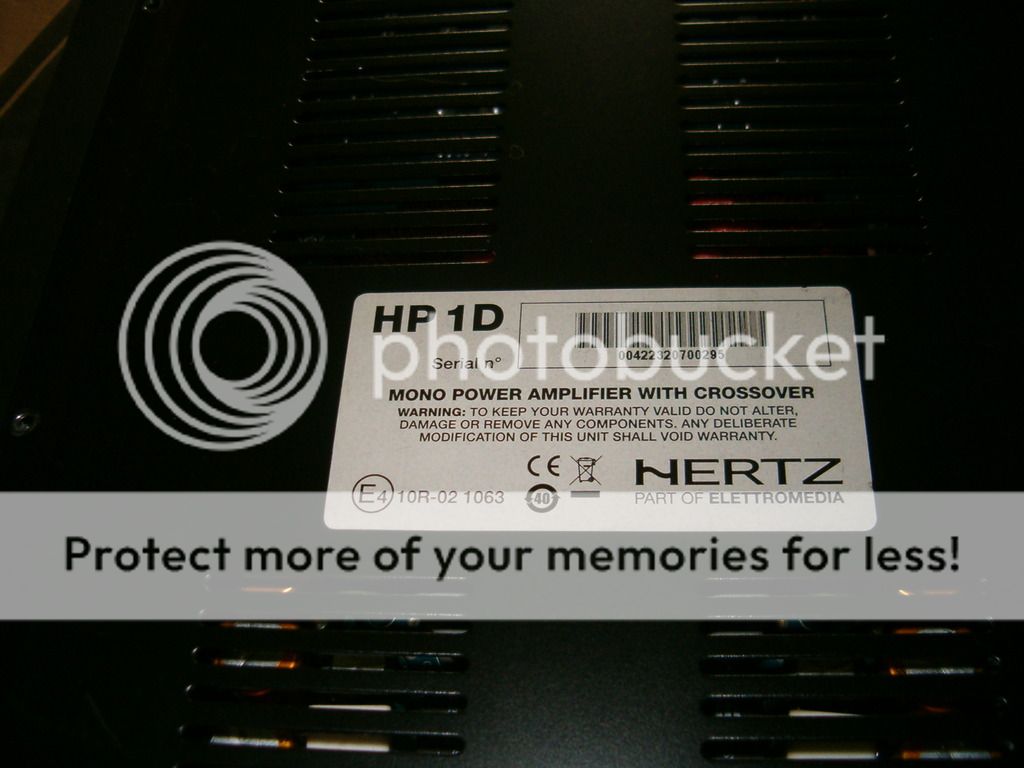 HP 1D
Serial n°
00422320700295
photobucket
MONO POWER AMPLIFIER WITH CROSSOVER
WARNING: TO KEEP YOUR WARRANTY VALID DO NOT ALTER,
DAMAGE OR REMOVE ANY COMPONENTS. ANY DELIBERATE
MODIFICATION OF THIS UNIT SHALL VOID WARRANTY.
CE
HERTZ
E4 10R-02 1063
40
PART OF ELETTROMEDIA
Protect more of your memories for less!